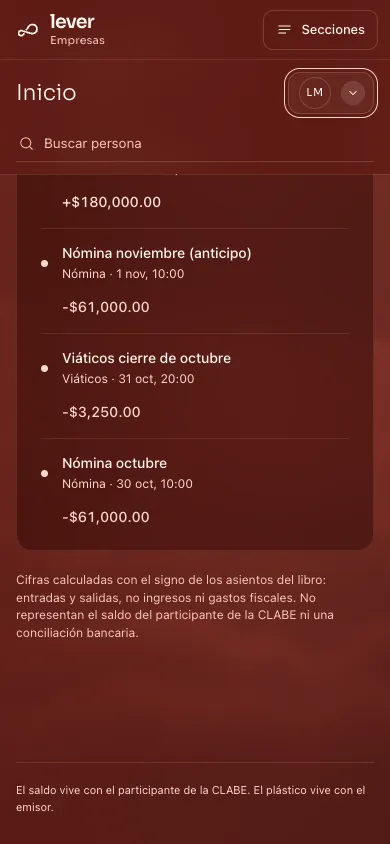 lever
Empresas
Secciones
Inicio
LM
Buscar persona
+$180,000.00
Nómina noviembre (anticipo)
Nómina · 1 nov, 10:00
-$61,000.00
Viáticos cierre de octubre
Viáticos · 31 oct, 20:00
-$3,250.00
Nómina octubre
Nómina · 30 oct, 10:00
-$61,000.00
Cifras calculadas con el signo de los asientos del libro:
entradas y salidas, no ingresos ni gastos fiscales. No
representan el saldo del participante de la CLABE ni una
conciliación bancaria.
El saldo vive con el participante de la CLABE. El plástico vive con el
emisor.